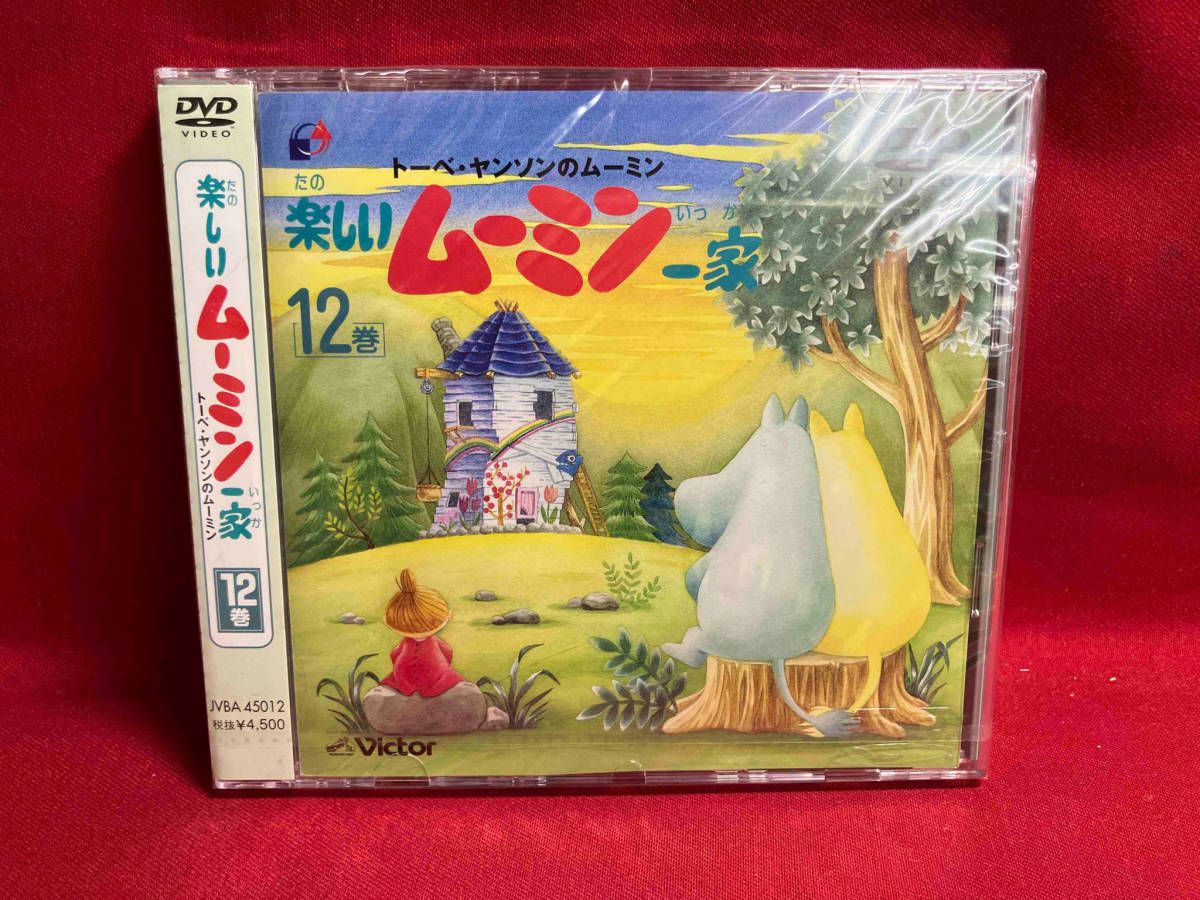 DVD
VIDEO
たの
楽しい ムーミン 一家
いっか
トーベ・ヤンソンのムーミン
12巻
JVBA 45012
税抜¥4,500
トーベ・ヤンソンのムーミン
たの
いっか
楽しい ムーミン 一家
12巻
Victor